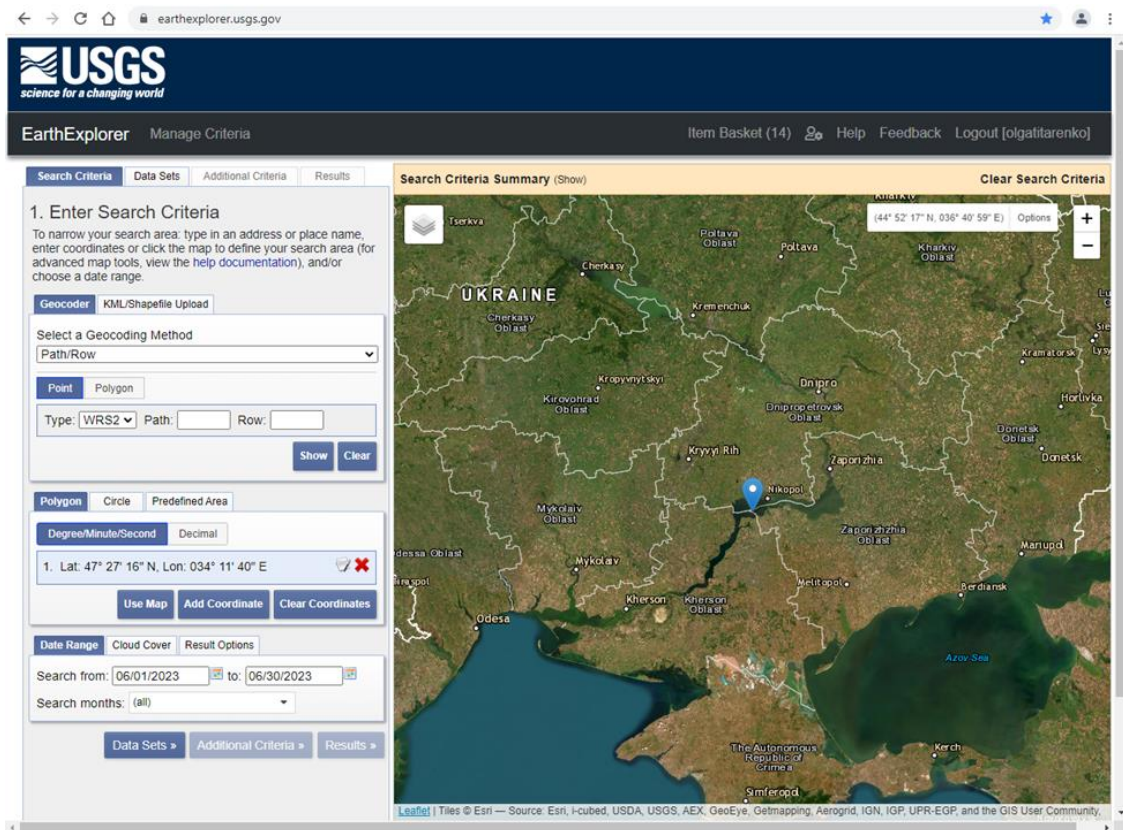 earthexplorer.usgs.gov
USGS
science for a changing world
EarthExplorer Manage Criteria Item Basket (14) Help Feedback Logout [olgatitarenko]
Search Criteria Data Sets Additional Criteria Results
1. Enter Search Criteria
To narrow your search area: type in an address or place name,
enter coordinates or click the map to define your search area (for
advanced map tools, view the help documentation), and/or
choose a date range.
Geocoder KML/Shapefile Upload
Select a Geocoding Method
Path/Row
Point Polygon
Type: WRS2 Path: Row:
Show Clear
Polygon Circle Predefined Area
Degree/Minute/Second Decimal
1. Lat: 47° 27' 16" N, Lon: 034° 11' 40" E
Use Map Add Coordinate Clear Coordinates
Date Range Cloud Cover Result Options
Search from: 06/01/2023 to: 06/30/2023
Search months: (all)
Data Sets » Additional Criteria » Results »
Search Criteria Summary (Show) Clear Search Criteria
(44° 52' 17" N, 036° 40' 59" E) Options +
−
Tserkva
Poltava
Oblast
Poltava
Kharkiv
Oblast
Cherkasy
UKRAINE
Cherkasy
Oblast
Kremenchuk
Kramatorsk
Kropyvnytskyi
Kirovohrad
Oblast
Dnipro
Dnipropetrovsk
Oblast
Horlivka
Donetsk
Oblast
Donetsk
Kryvyi Rih
Zaporizhia
Nikopol
Mykolaiv
Oblast
Zaporizhzhia
Oblast
Mariupol
dessa Oblast
Mykolaiv
iraspol
Melitopol
Berdiansk
Kherson
Kherson
Oblast
Odesa
Azov Sea
The Autonomous
Republic of
Crimea
Kerch
Simferopol
Leaflet | Tiles © Esri — Source: Esri, i-cubed, USDA, USGS, AEX, GeoEye, Getmapping, Aerogrid, IGN, IGP, UPR-EGP, and the GIS User Community,